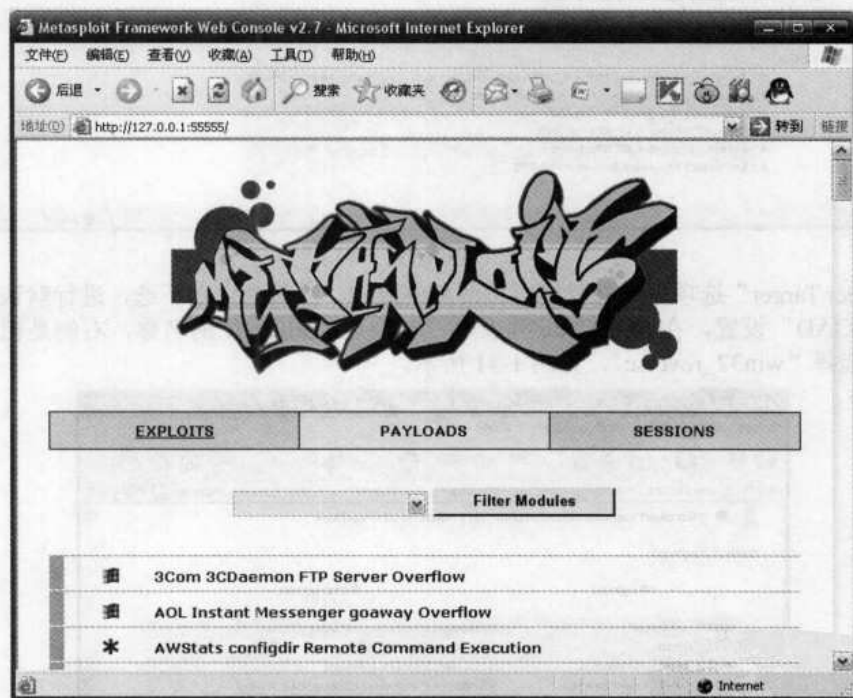 Metasploit Framework Web Console v2.7 - Microsoft Internet Explorer
文件(F) 编辑(E) 查看(V) 收藏(A) 工具(T) 帮助(H)
后退 搜索 收藏夹
地址(D) http://127.0.0.1:55555/ 转到 链接
METASPLOIT
EXPLOITS PAYLOADS SESSIONS
Filter Modules
3Com 3CDaemon FTP Server Overflow
AOL Instant Messenger goaway Overflow
AWStats configdir Remote Command Execution
Internet